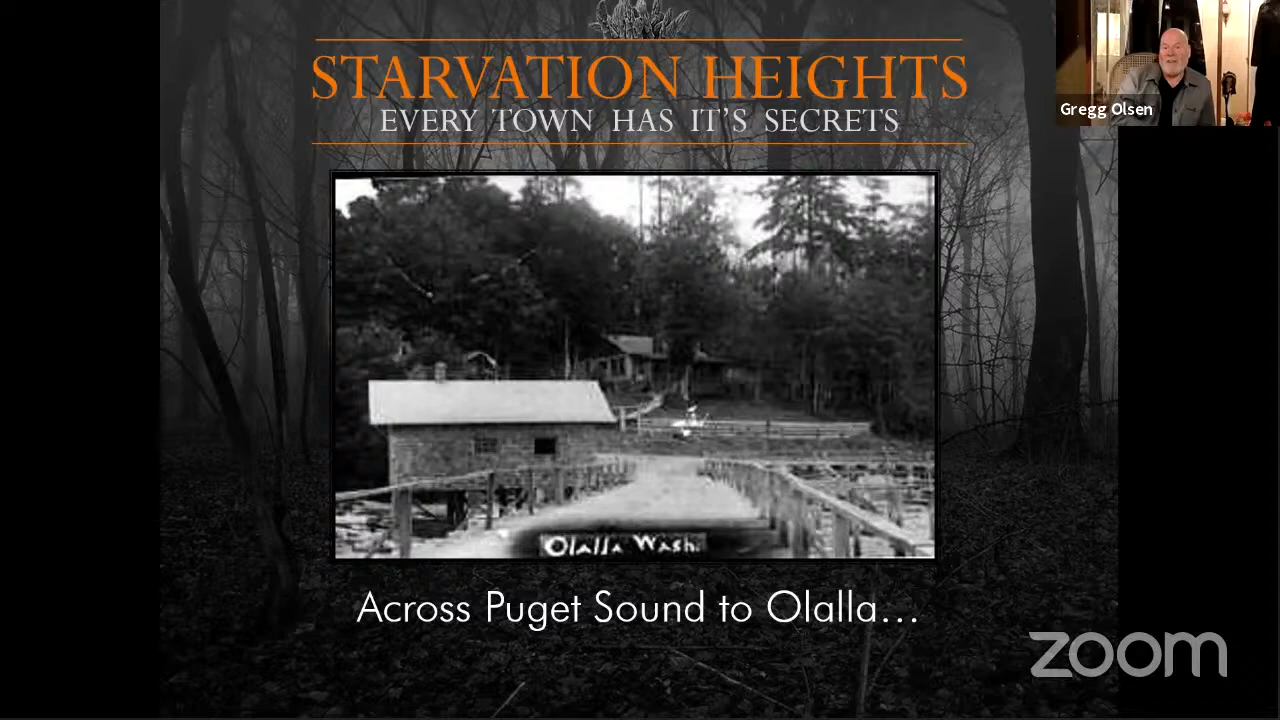 STARVATION HEIGHTS
EVERY TOWN HAS IT'S SECRETS
Gregg Olsen
Olalla Wash.
Across Puget Sound to Olalla...
zoom